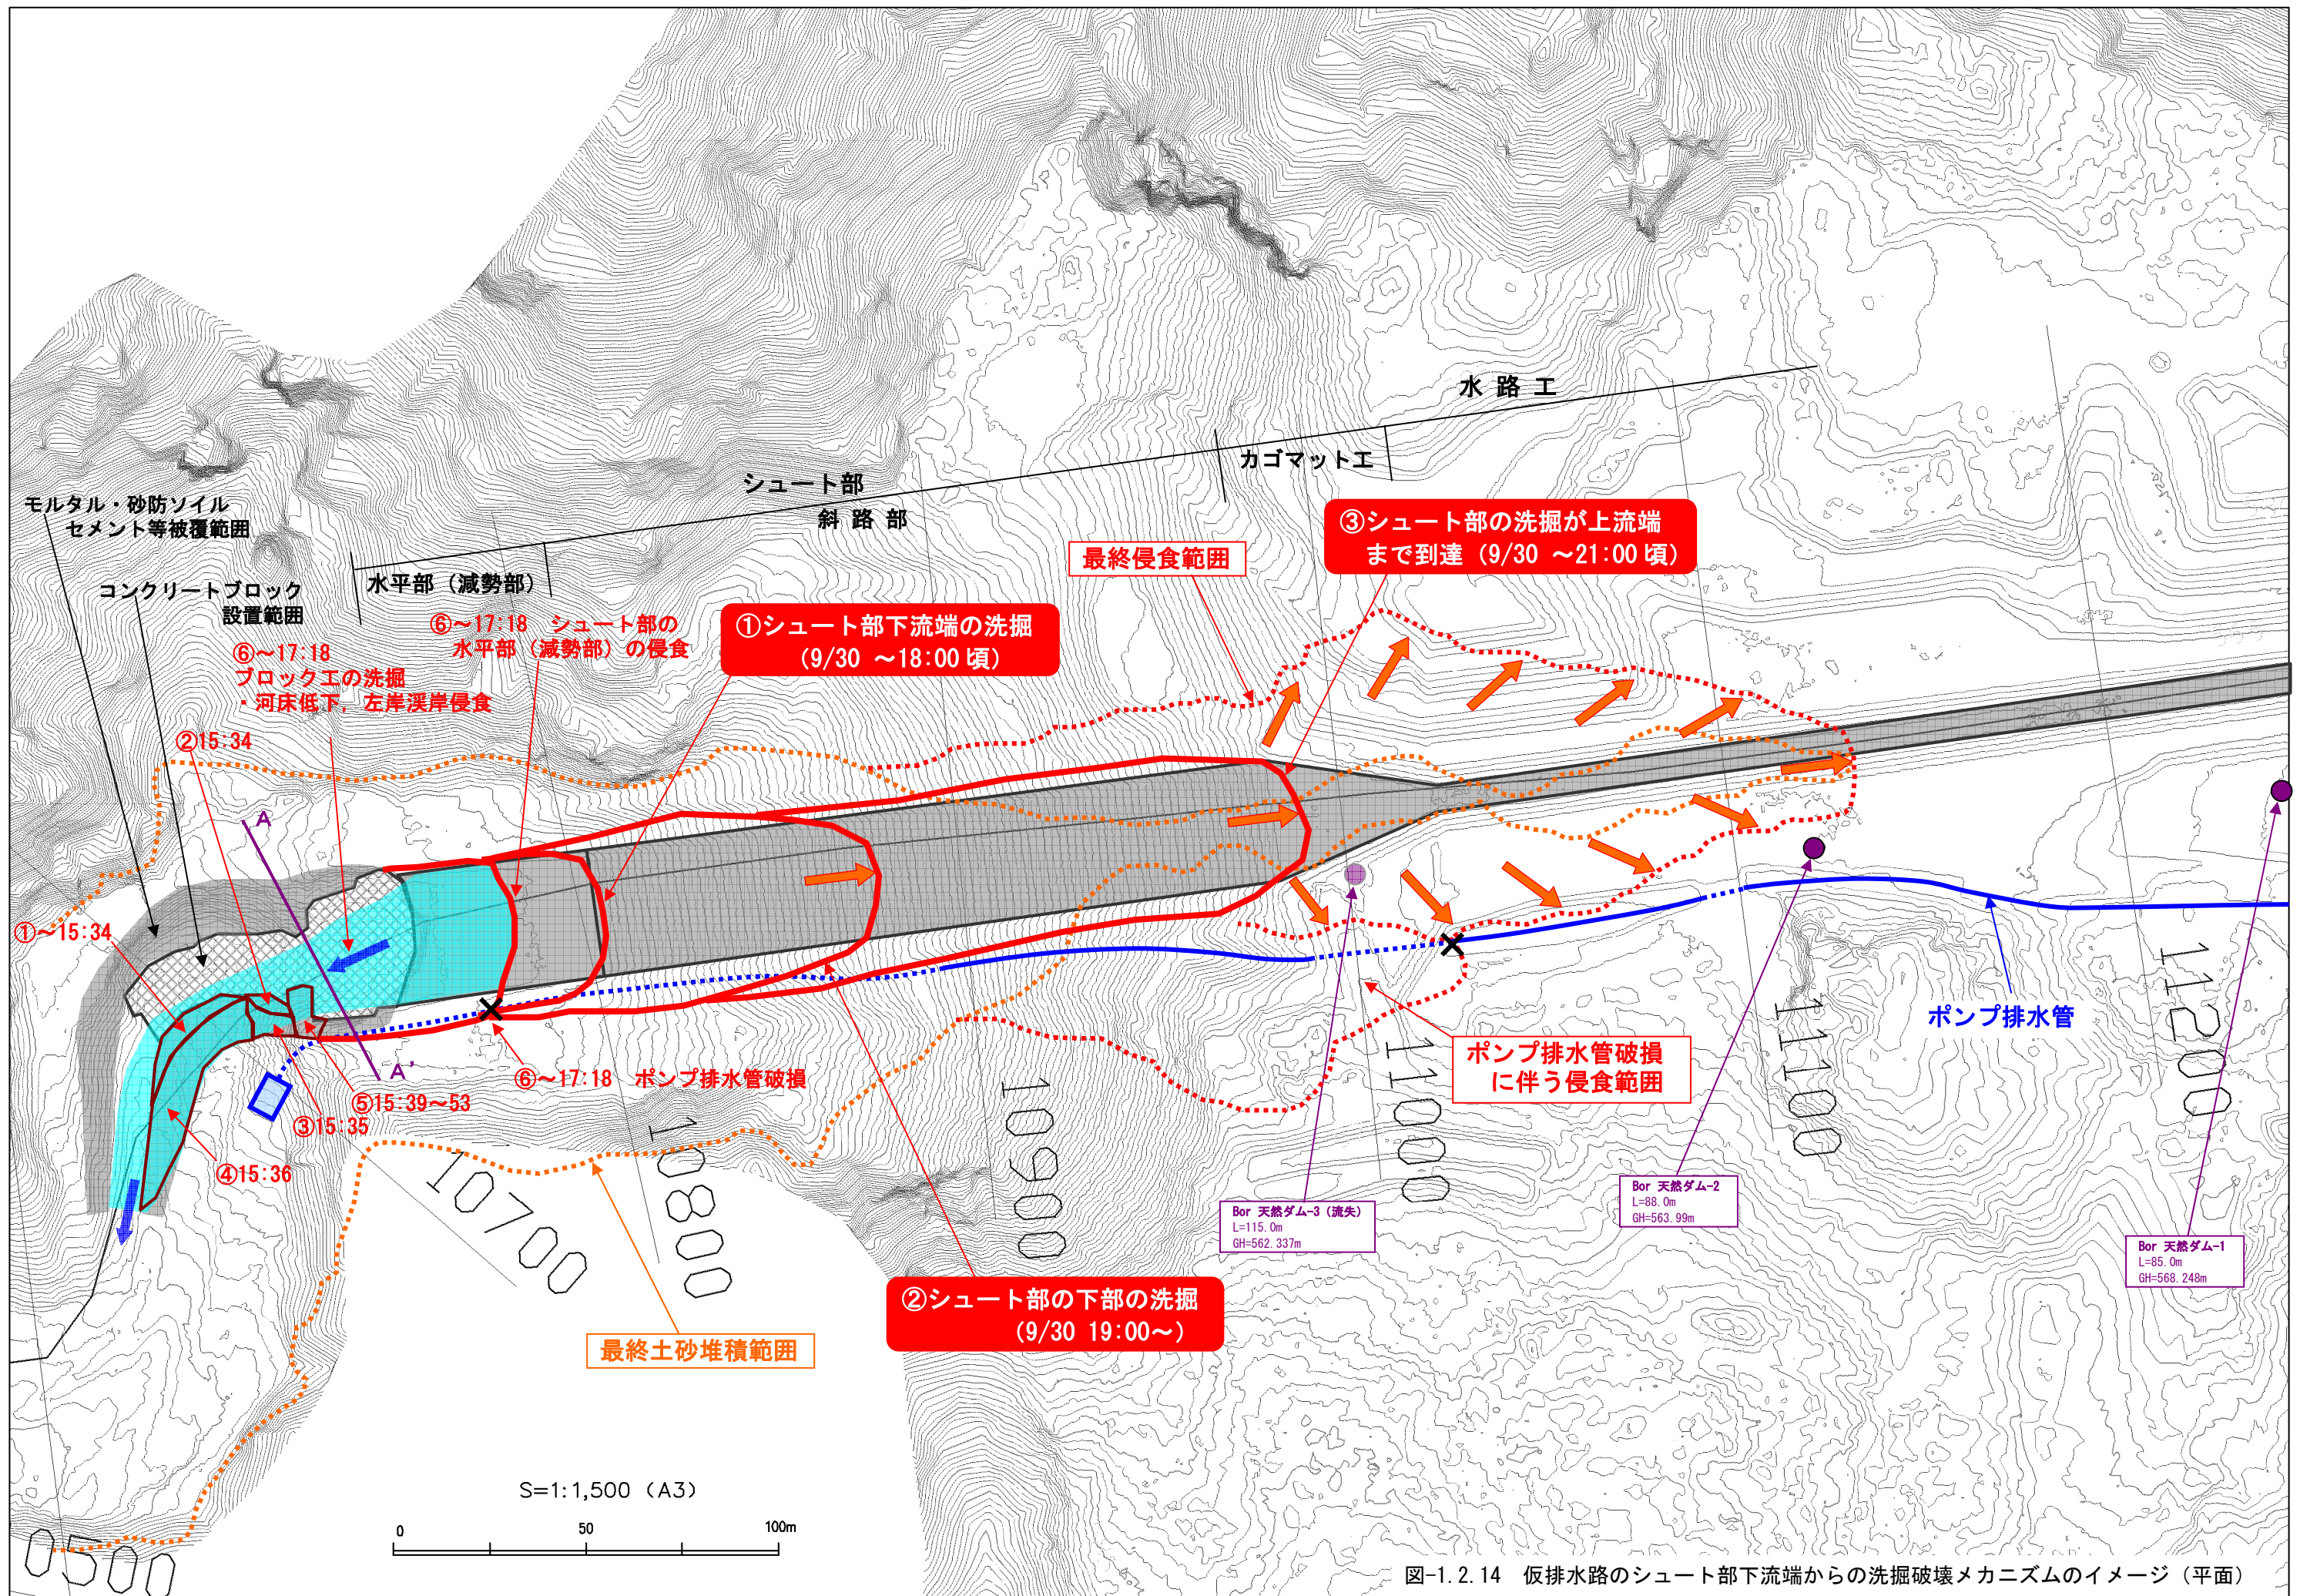 水 路 工
カゴマット工
シュート部
斜 路 部
モルタル・砂防ソイル
セメント等被覆範囲
コンクリートブロック
設置範囲
水平部（減勢部）
⑥～17:18
ブロック工の洗掘
・河床低下，左岸渓岸侵食
⑥～17:18 シュート部の
水平部（減勢部）の侵食
①シュート部下流端の洗掘
（9/30 ～18:00頃）
最終侵食範囲
③シュート部の洗掘が上流端
まで到達（9/30 ～21:00頃）
②15:34
A
①～15:34
A'
⑥～17:18 ポンプ排水管破損
⑤15:39～53
③15:35
④15:36
ポンプ排水管
ポンプ排水管破損
に伴う侵食範囲
10700
10800
10900
11000
11100
11200
0500
Bor 天然ダム-3（流失）
L=115.0m
GH=562.337m
Bor 天然ダム-2
L=88.0m
GH=563.99m
Bor 天然ダム-1
L=85.0m
GH=568.248m
②シュート部の下部の洗掘
（9/30 19:00～）
最終土砂堆積範囲
S=1:1,500（A3）
0 50 100m
図-1.2.14 仮排水路のシュート部下流端からの洗掘破壊メカニズムのイメージ（平面）